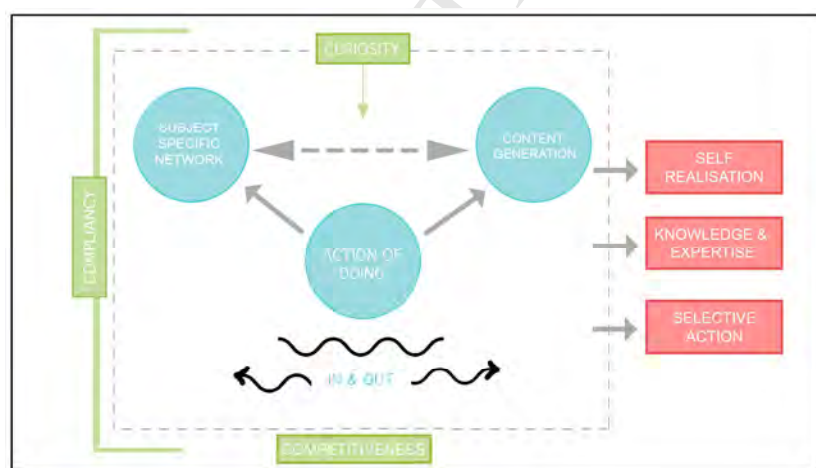 CURIOSITY
SUBJECT
SPECIFIC
NETWORK
CONTENT
GENERATION
SELF
REALISATION
COMPLIANCY
KNOWLEDGE &
EXPERTISE
ACTION OF
DOING
SELECTIVE
ACTION
IN & OUT
COMPETITIVENESS